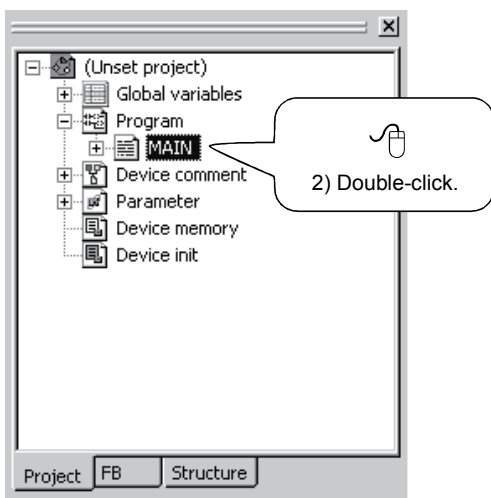 (Unset project)
Global variables
Program
MAIN
Device comment
Parameter
Device memory
Device init
2) Double-click.
Project FB Structure